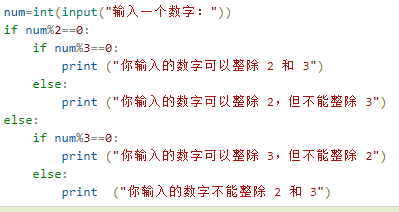 num=int(input("输入一个数字: "))
if num%2==0:
    if num%3==0:
        print ("你输入的数字可以整除 2 和 3")
    else:
        print ("你输入的数字可以整除 2，但不能整除 3")
else:
    if num%3==0:
        print ("你输入的数字可以整除 3，但不能整除 2")
    else:
        print  ("你输入的数字不能整除 2 和 3")